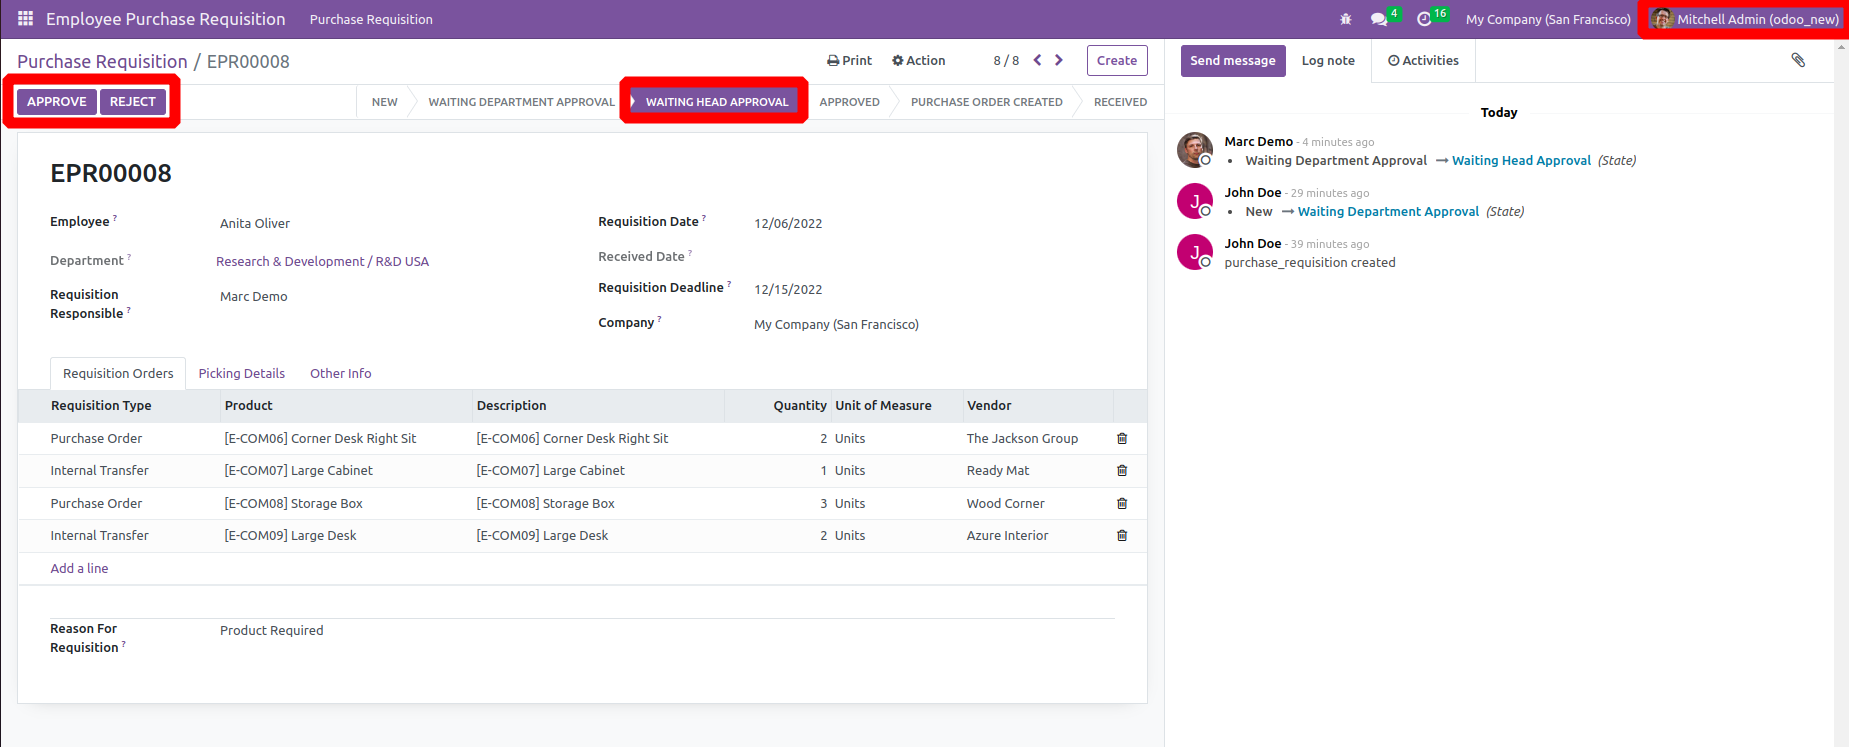 Employee Purchase Requisition Purchase Requisition 4 16 My Company (San Francisco) Mitchell Admin (odoo_new)
Purchase Requisition / EPR00008 Print Action 8 / 8 Create
APPROVE REJECT NEW WAITING DEPARTMENT APPROVAL WAITING HEAD APPROVAL APPROVED PURCHASE ORDER CREATED RECEIVED
EPR00008
Employee ? Anita Oliver
Department ? Research & Development / R&D USA
Requisition
Responsible ? Marc Demo
Requisition Date ? 12/06/2022
Received Date ?
Requisition Deadline ? 12/15/2022
Company ? My Company (San Francisco)
Requisition Orders Picking Details Other Info
Requisition Type Product Description Quantity Unit of Measure Vendor
Purchase Order [E-COM06] Corner Desk Right Sit [E-COM06] Corner Desk Right Sit 2 Units The Jackson Group
Internal Transfer [E-COM07] Large Cabinet [E-COM07] Large Cabinet 1 Units Ready Mat
Purchase Order [E-COM08] Storage Box [E-COM08] Storage Box 3 Units Wood Corner
Internal Transfer [E-COM09] Large Desk [E-COM09] Large Desk 2 Units Azure Interior
Add a line
Reason For
Requisition ? Product Required
Send message Log note Activities
Today
Marc Demo - 4 minutes ago
• Waiting Department Approval → Waiting Head Approval (State)
John Doe - 29 minutes ago
• New → Waiting Department Approval (State)
John Doe - 39 minutes ago
purchase_requisition created
J
J